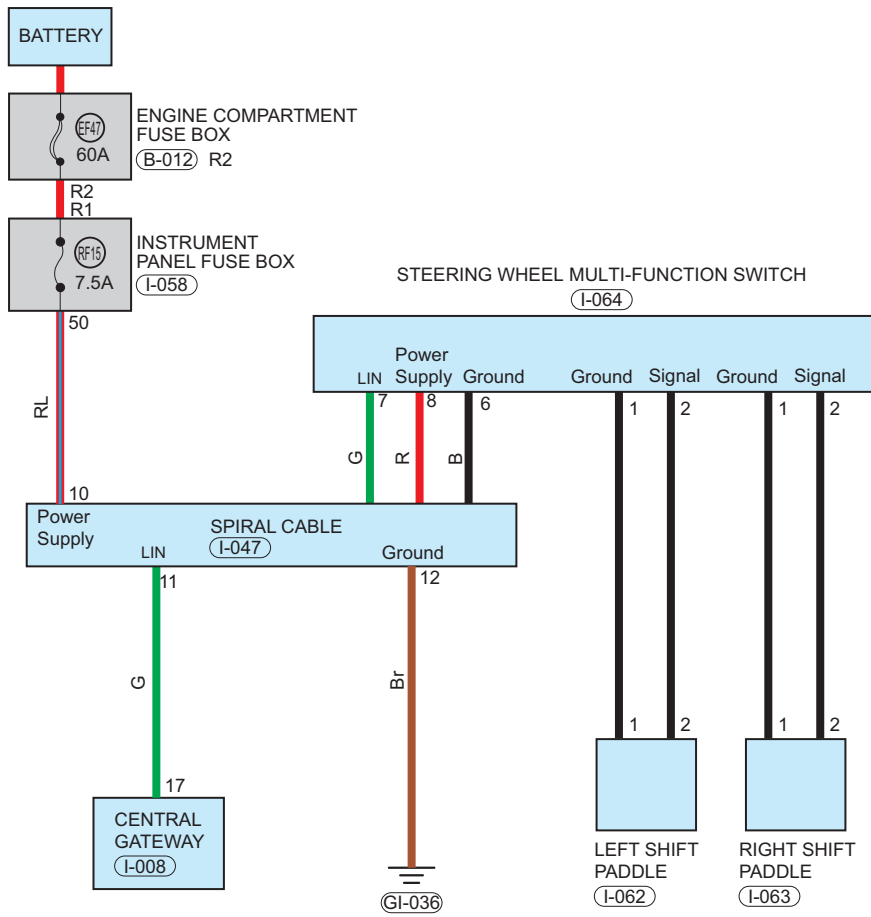 BATTERY
EF47
60A
ENGINE COMPARTMENT
FUSE BOX
B-012 R2
R2
R1
RF15
7.5A
INSTRUMENT
PANEL FUSE BOX
I-058
50
STEERING WHEEL MULTI-FUNCTION SWITCH
I-064
LIN
Power
Supply
Ground
Ground
Signal
Ground
Signal
7
8
6
1
2
1
2
RL
G
R
B
10
Power
Supply
SPIRAL CABLE
I-047
LIN
Ground
11
12
G
Br
17
CENTRAL
GATEWAY
I-008
GI-036
1
2
1
2
LEFT SHIFT
PADDLE
I-062
RIGHT SHIFT
PADDLE
I-063